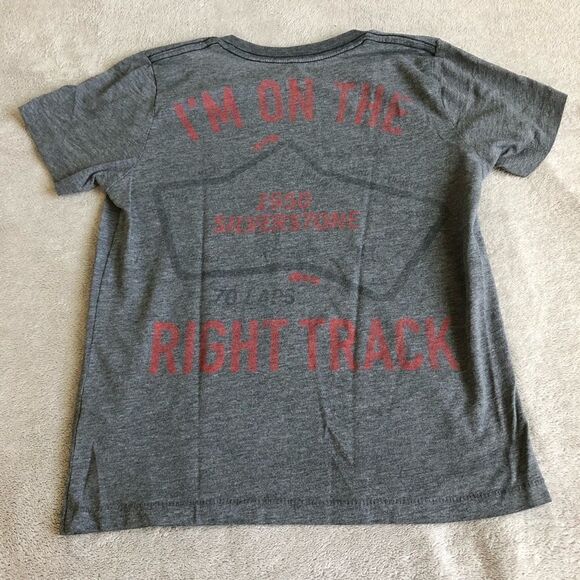 I'M ON THE
1950
SILVERSTONE
70 LAPS
RIGHT TRACK